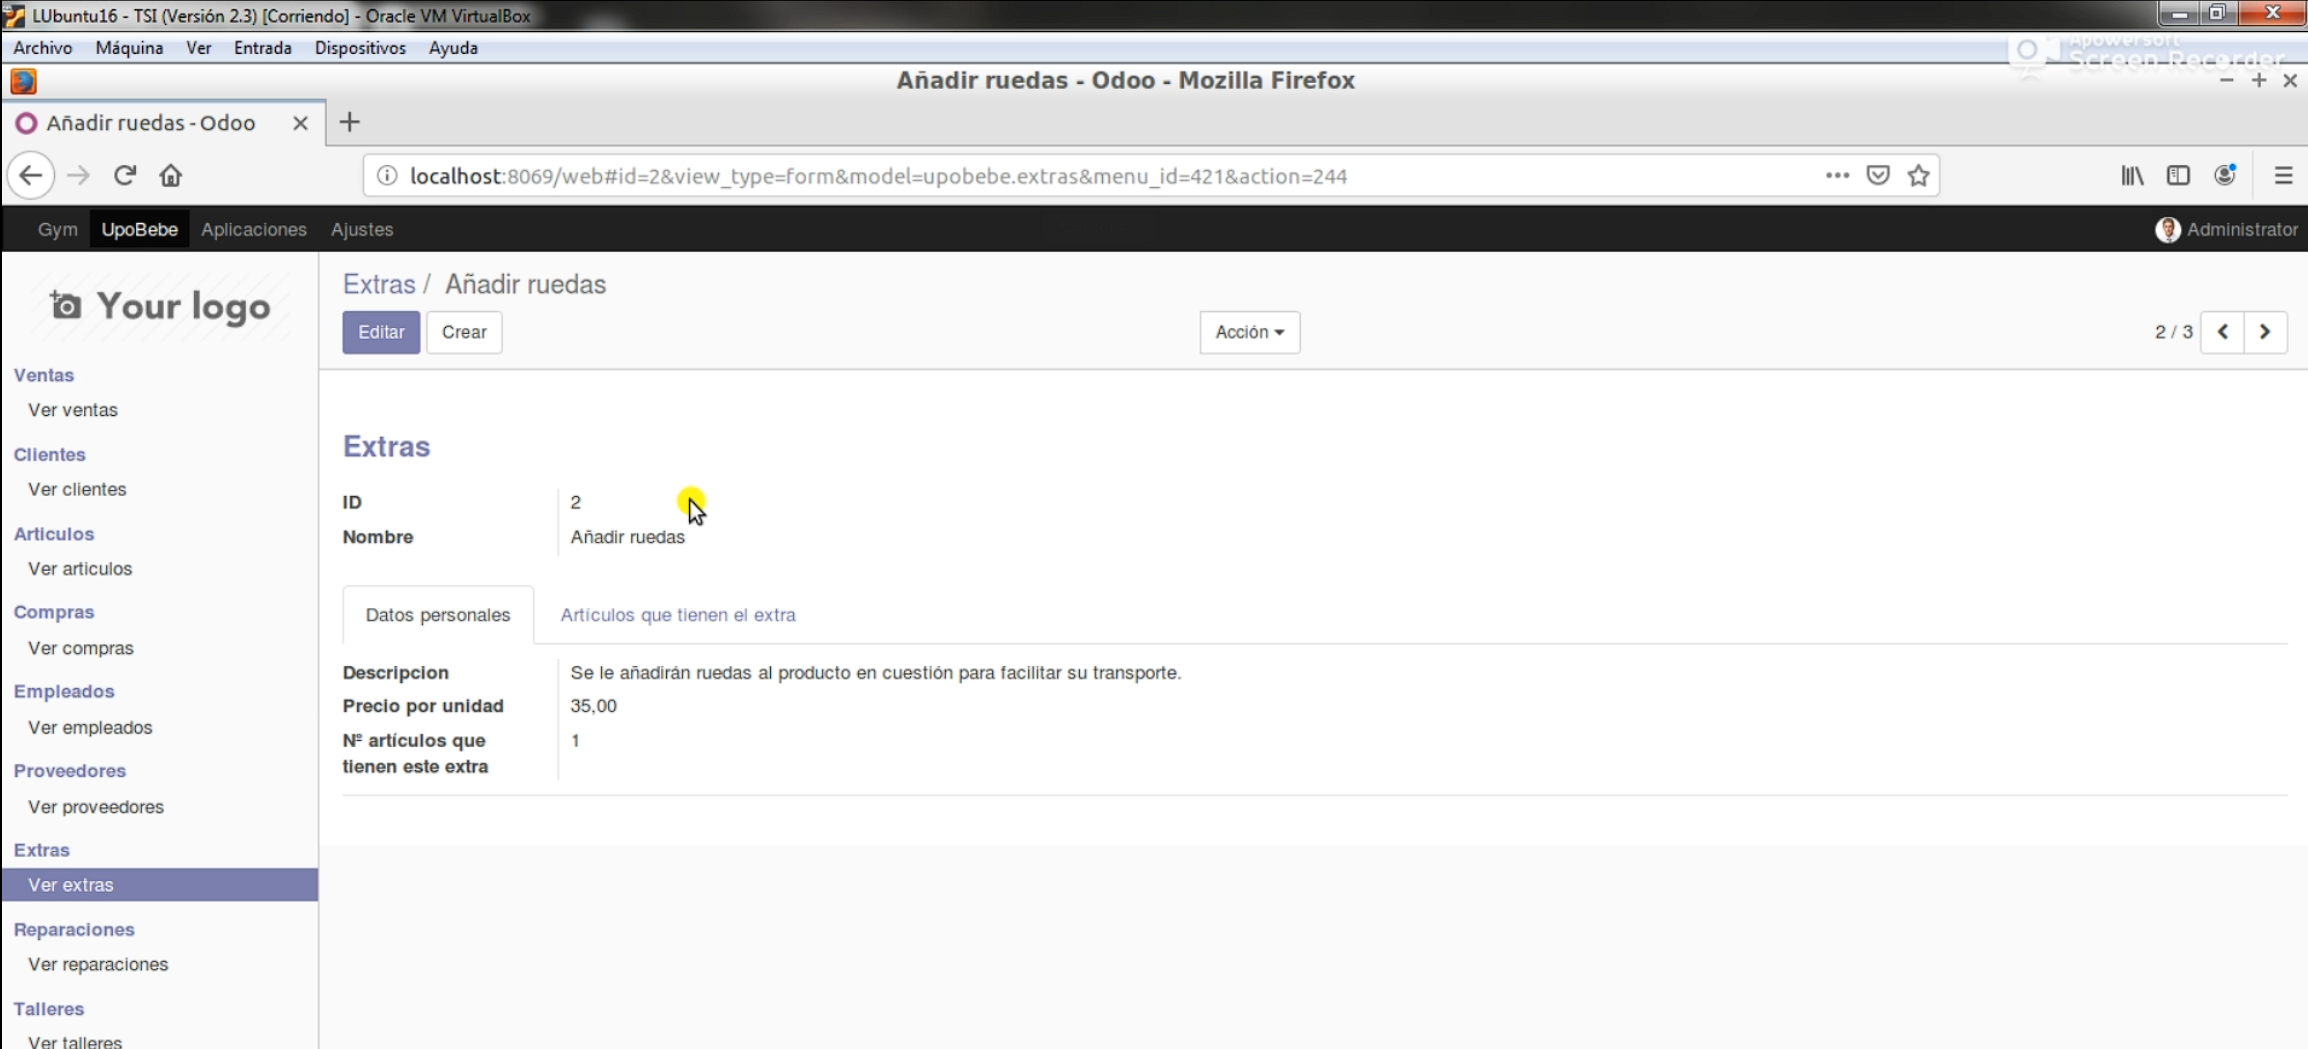 LUbuntu16 - TSI (Versión 2.3) [Corriendo] - Oracle VM VirtualBox
Archivo Máquina Ver Entrada Dispositivos Ayuda
Apowersoft
Screen Recorder
Añadir ruedas - Odoo - Mozilla Firefox
Añadir ruedas - Odoo
localhost:8069/web#id=2&view_type=form&model=upobebe.extras&menu_id=421&action=244
Gym UpoBebe Aplicaciones Ajustes Administrator
Your logo
Extras / Añadir ruedas
Editar Crear Acción 2 / 3
Ventas
Ver ventas
Clientes
Ver clientes
Articulos
Ver articulos
Compras
Ver compras
Empleados
Ver empleados
Proveedores
Ver proveedores
Extras
Ver extras
Reparaciones
Ver reparaciones
Talleres
Ver talleres
Extras
ID 2
Nombre Añadir ruedas
Datos personales Artículos que tienen el extra
Descripcion Se le añadirán ruedas al producto en cuestión para facilitar su transporte.
Precio por unidad 35,00
Nº artículos que 1
tienen este extra